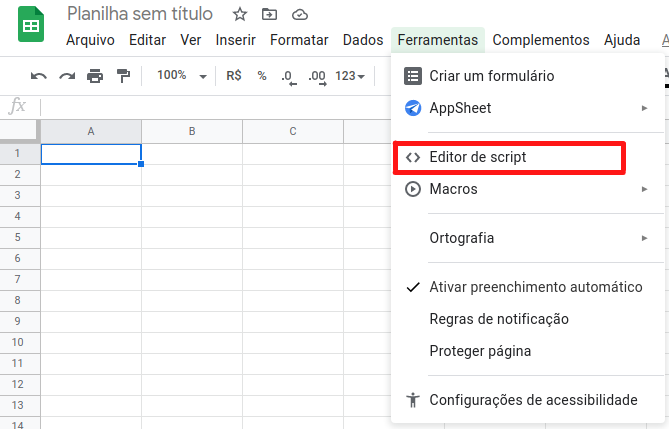 Planilha sem título
Arquivo Editar Ver Inserir Formatar Dados Ferramentas Complementos Ajuda
100% R$ % .0 .00 123
fx
A B C
1
2
3
4
5
6
7
8
9
10
11
12
13
14
Criar um formulário
AppSheet
Editor de script
Macros
Ortografia
Ativar preenchimento automático
Regras de notificação
Proteger página
Configurações de acessibilidade